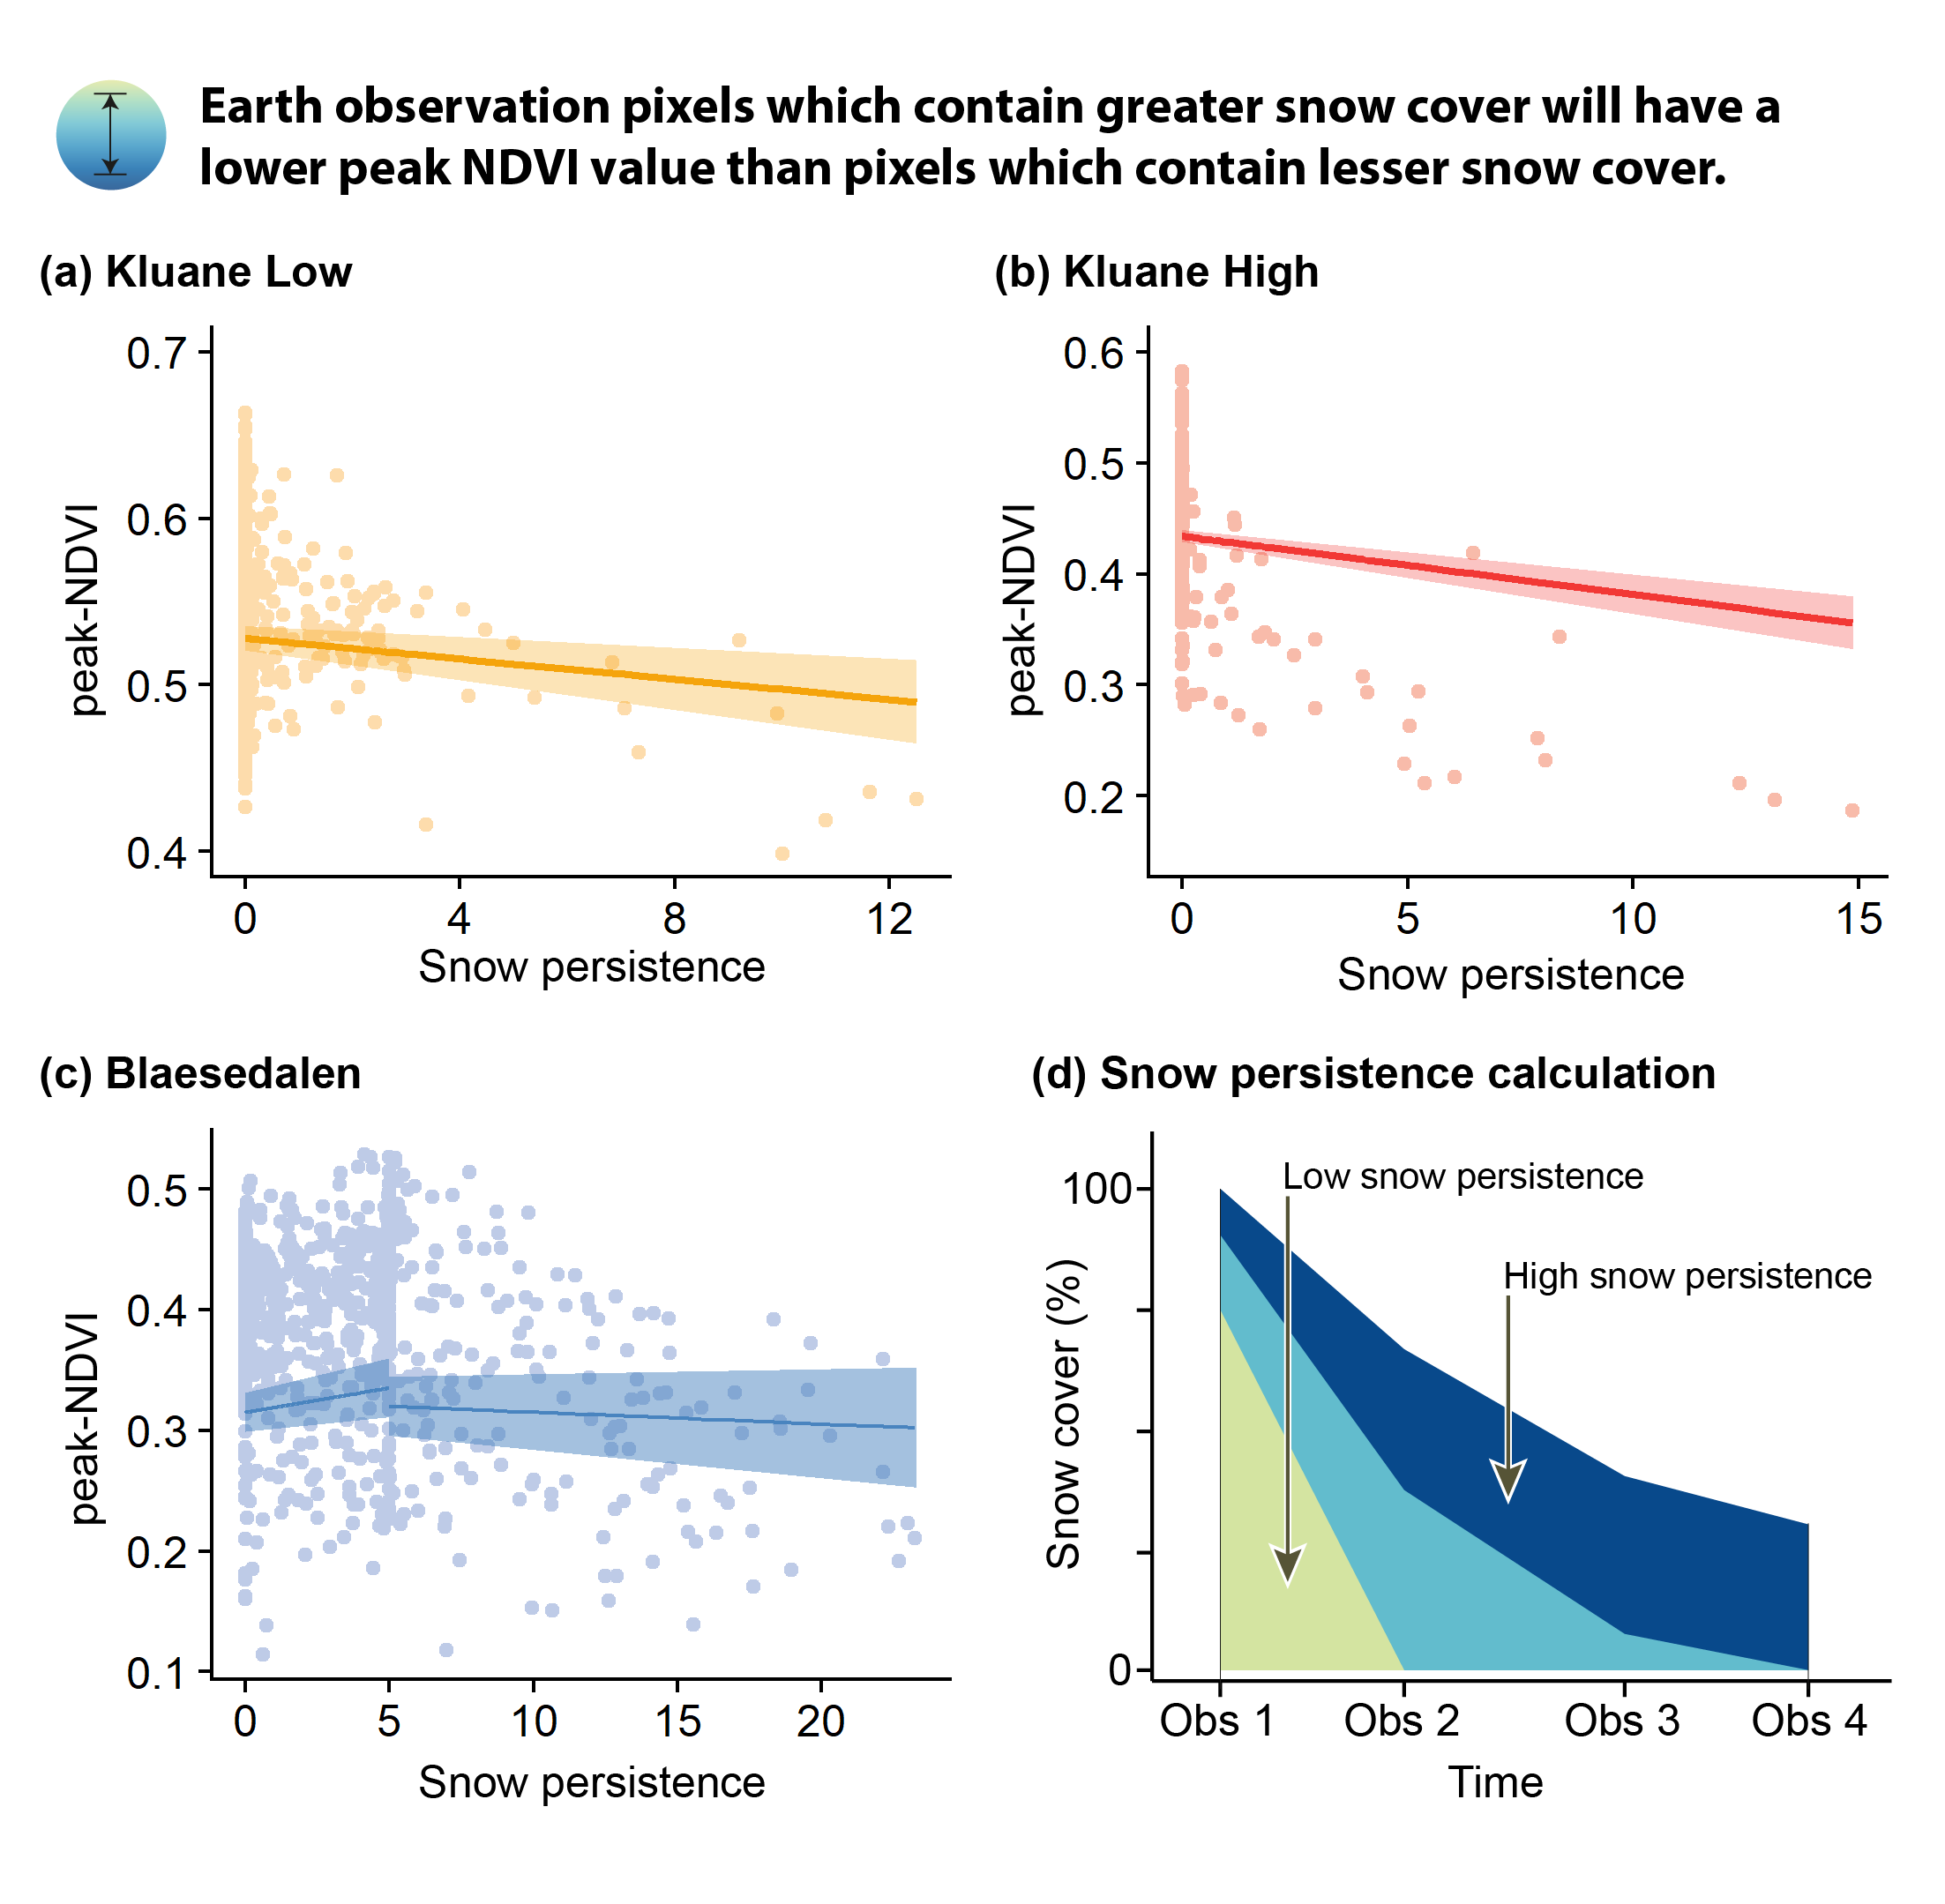 Earth observation pixels which contain greater snow cover will have a
lower peak NDVI value than pixels which contain lesser snow cover.
(a) Kluane Low
0.7
0.6
0.5
0.4
peak-NDVI
0 4 8 12
Snow persistence
(b) Kluane High
0.6
0.5
0.4
0.3
0.2
peak-NDVI
0 5 10 15
Snow persistence
(c) Blaesedalen
0.5
0.4
0.3
0.2
0.1
peak-NDVI
0 5 10 15 20
Snow persistence
(d) Snow persistence calculation
Low snow persistence
High snow persistence
100
0
Snow cover (%)
Obs 1 Obs 2 Obs 3 Obs 4
Time